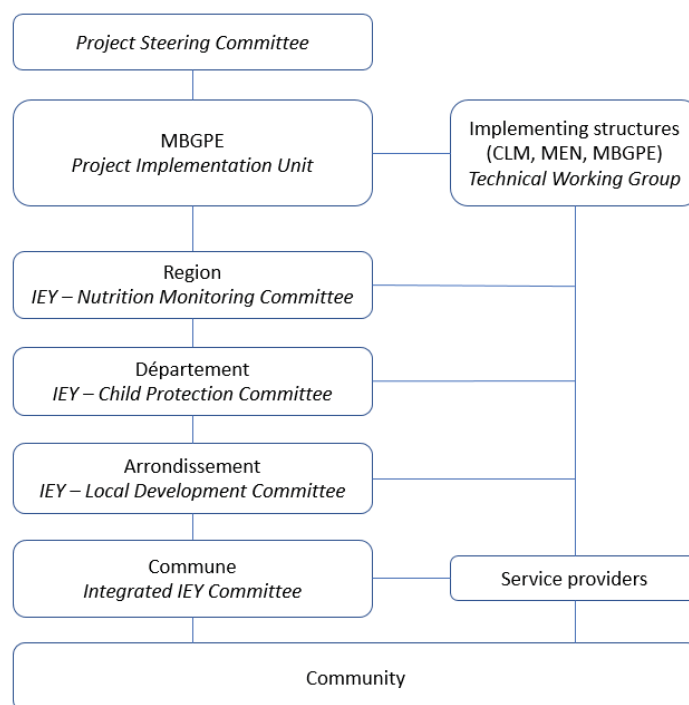 Project Steering Committee
MBGPE
Project Implementation Unit
Implementing structures
(CLM, MEN, MBGPE)
Technical Working Group
Region
IEY – Nutrition Monitoring Committee
Département
IEY – Child Protection Committee
Arrondissement
IEY – Local Development Committee
Commune
Integrated IEY Committee
Service providers
Community